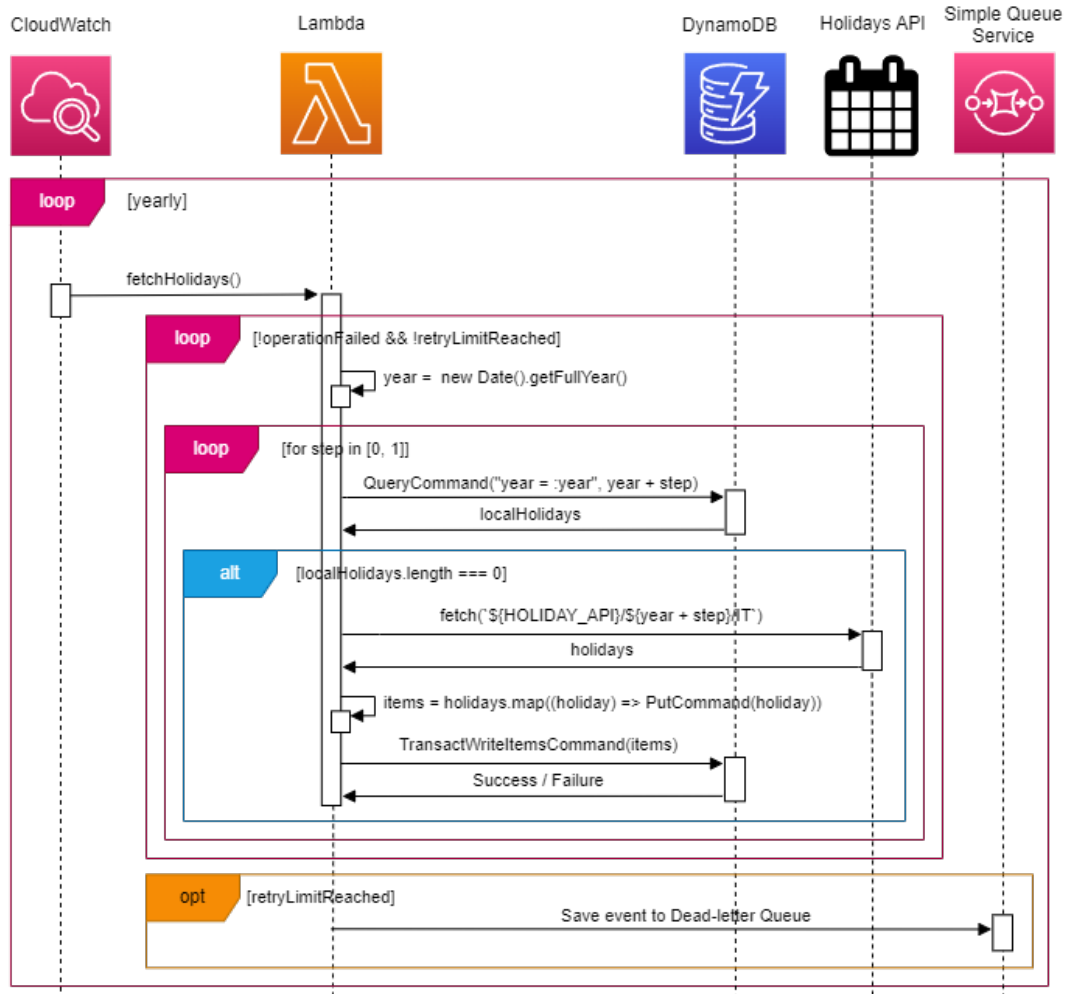 CloudWatch
Lambda
DynamoDB
Holidays API
Simple Queue
Service
loop
[yearly]
fetchHolidays()
loop
[!operationFailed && !retryLimitReached]
year =  new Date().getFullYear()
loop
[for step in [0, 1]]
QueryCommand("year = :year", year + step)
localHolidays
alt
[localHolidays.length === 0]
fetch(`${HOLIDAY_API}/${year + step}/IT`)
holidays
items = holidays.map((holiday) => PutCommand(holiday))
TransactWriteItemsCommand(items)
Success / Failure
opt
[retryLimitReached]
Save event to Dead-letter Queue